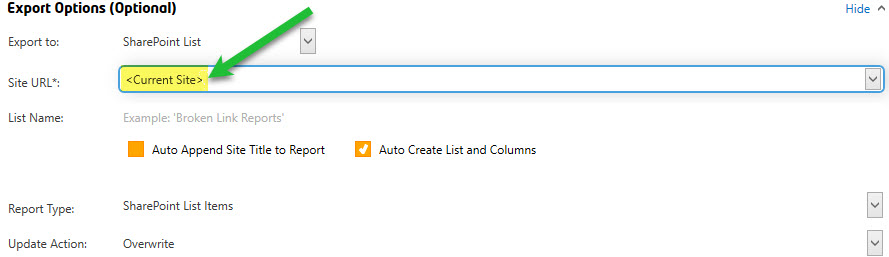 Export Options (Optional) Hide
Export to: SharePoint List
Site URL*: <Current Site>
List Name: Example: 'Broken Link Reports'
Auto Append Site Title to Report Auto Create List and Columns
Report Type: SharePoint List Items
Update Action: Overwrite